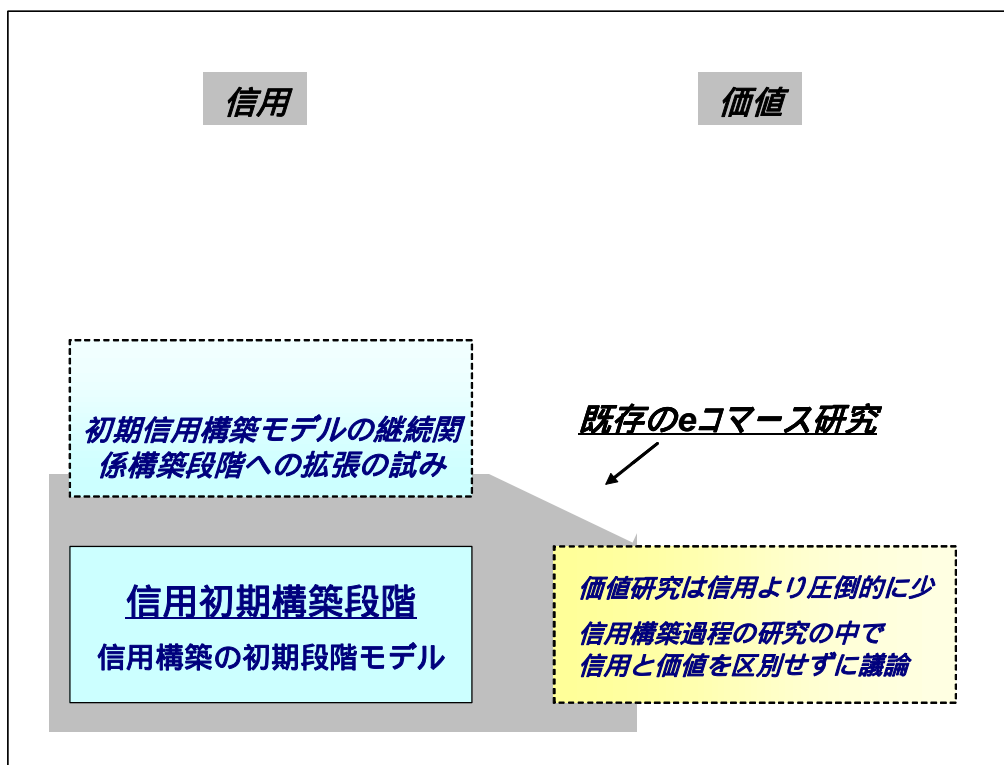 信用
価値
初期信用構築モデルの継続関
係構築段階への拡張の試み
既存のeコマース研究
信用初期構築段階
信用構築の初期段階モデル
価値研究は信用より圧倒的に少
信用構築過程の研究の中で
信用と価値を区別せずに議論